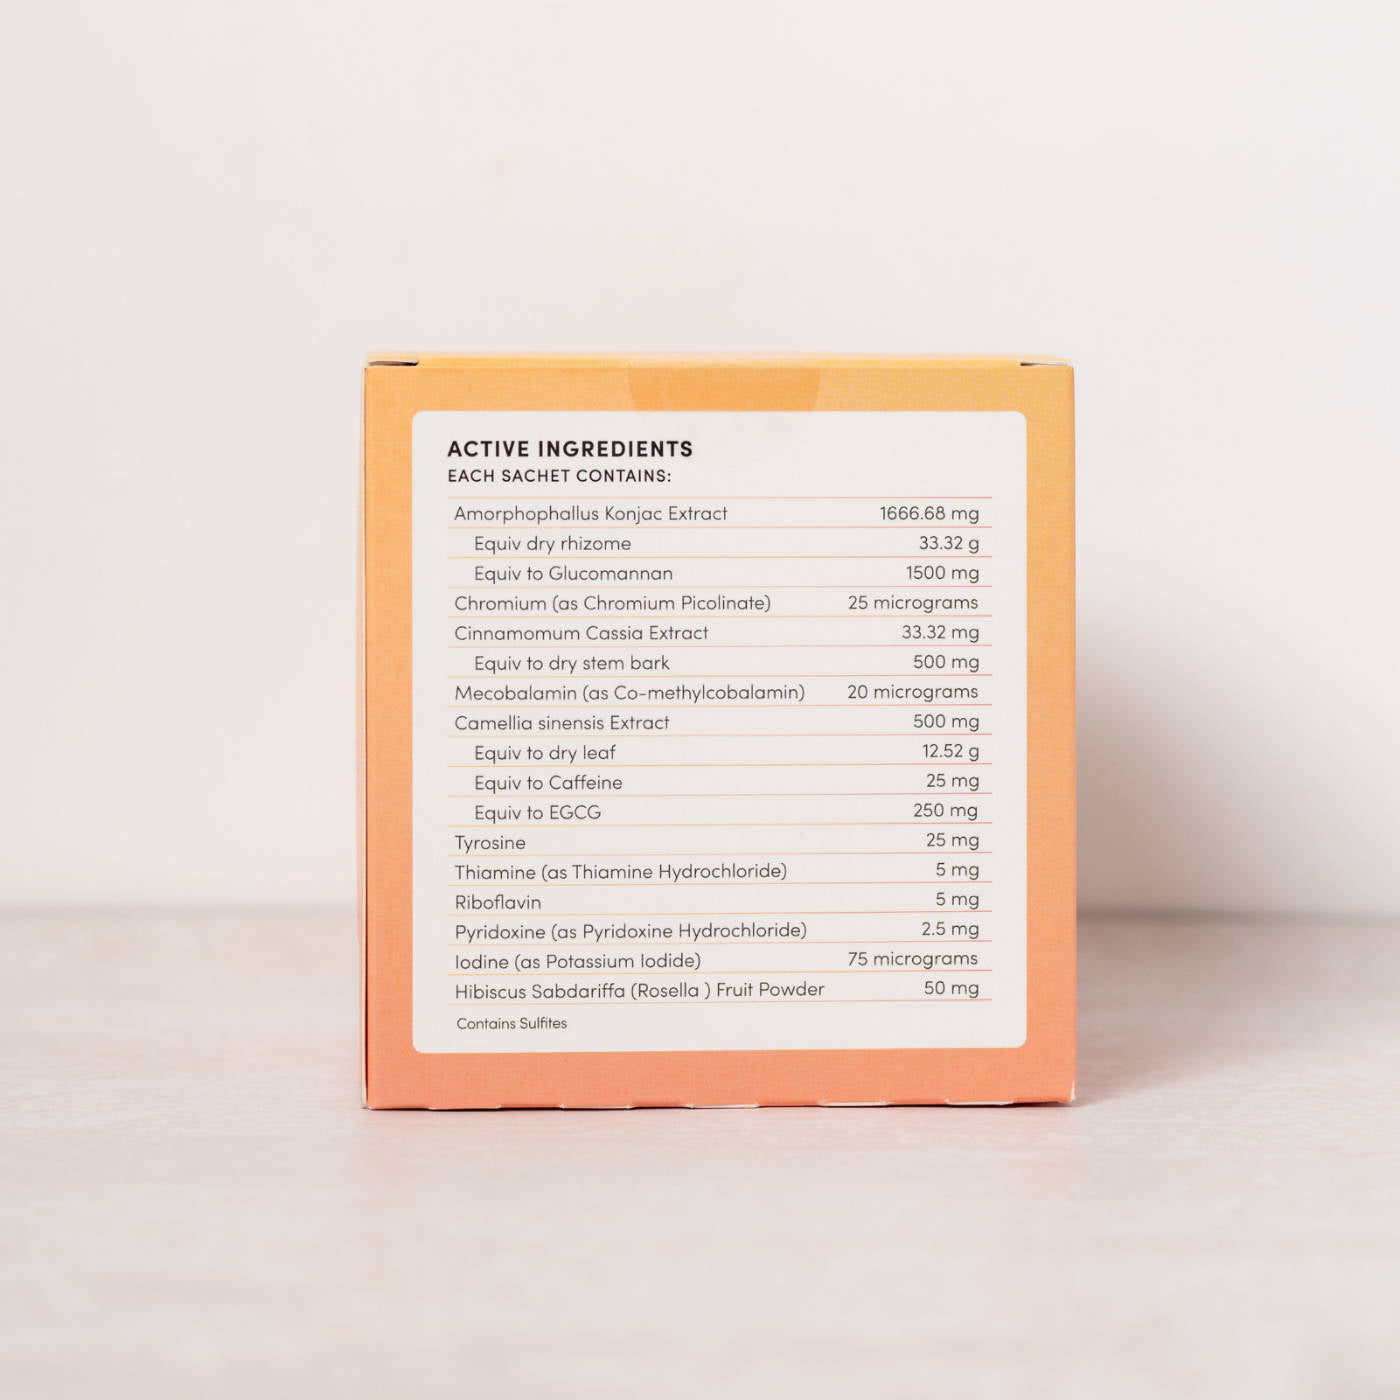 ACTIVE INGREDIENTS
EACH SACHET CONTAINS:
Amorphophallus Konjac Extract 1666.68 mg
Equiv dry rhizome 33.32 g
Equiv to Glucomannan 1500 mg
Chromium (as Chromium Picolinate) 25 micrograms
Cinnamomum Cassia Extract 33.32 mg
Equiv to dry stem bark 500 mg
Mecobalamin (as Co-methylcobalamin) 20 micrograms
Camellia sinensis Extract 500 mg
Equiv to dry leaf 12.52 g
Equiv to Caffeine 25 mg
Equiv to EGCG 250 mg
Tyrosine 25 mg
Thiamine (as Thiamine Hydrochloride) 5 mg
Riboflavin 5 mg
Pyridoxine (as Pyridoxine Hydrochloride) 2.5 mg
Iodine (as Potassium Iodide) 75 micrograms
Hibiscus Sabdariffa (Rosella ) Fruit Powder 50 mg
Contains Sulfites